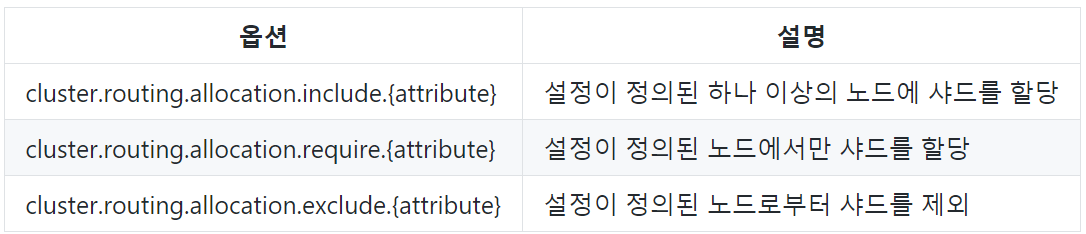 옵션 설명
cluster.routing.allocation.include.{attribute} 설정이 정의된 하나 이상의 노드에 샤드를 할당
cluster.routing.allocation.require.{attribute} 설정이 정의된 노드에서만 샤드를 할당
cluster.routing.allocation.exclude.{attribute} 설정이 정의된 노드로부터 샤드를 제외